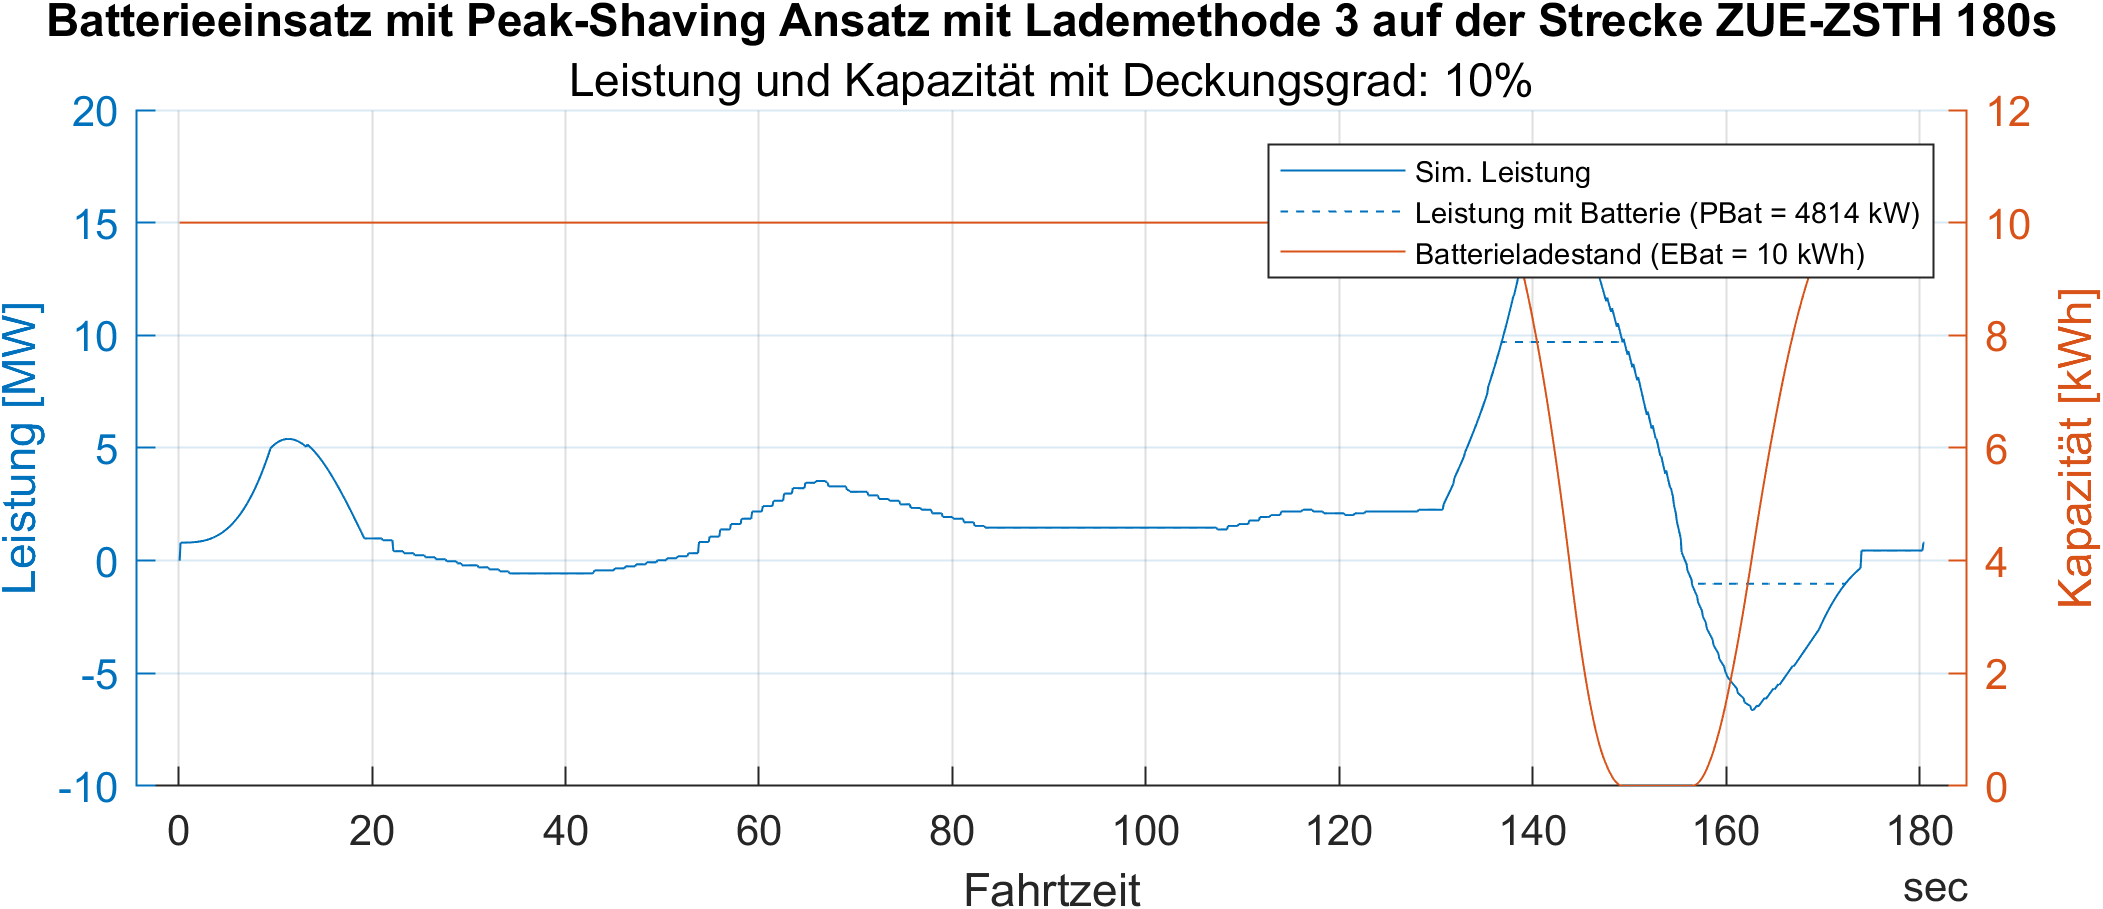 Batterieeinsatz mit Peak-Shaving Ansatz mit Lademethode 3 auf der Strecke ZUE-ZSTH 180s
Leistung und Kapazität mit Deckungsgrad: 10%
Leistung [MW]
20
15
10
5
0
-5
-10
Sim. Leistung
Leistung mit Batterie (PBat = 4814 kW)
Batterieladestand (EBat = 10 kWh)
12
10
8
6
4
2
0
Kapazität [kWh]
0 20 40 60 80 100 120 140 160 180
Fahrtzeit
sec